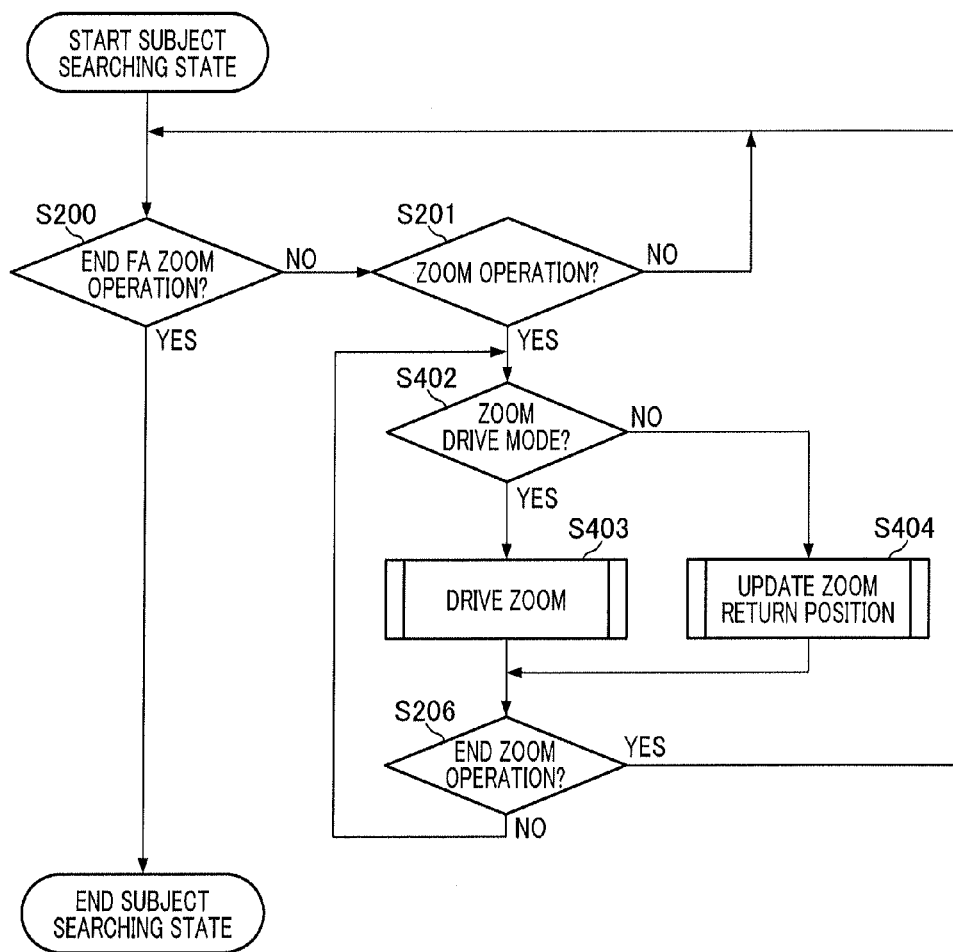 START SUBJECT
SEARCHING STATE
S200
END FA ZOOM
OPERATION?
NO
YES
S201
ZOOM OPERATION?
NO
YES
S402
ZOOM
DRIVE MODE?
NO
YES
S403
DRIVE ZOOM
S404
UPDATE ZOOM
RETURN POSITION
S206
END ZOOM
OPERATION?
YES
NO
END SUBJECT
SEARCHING STATE